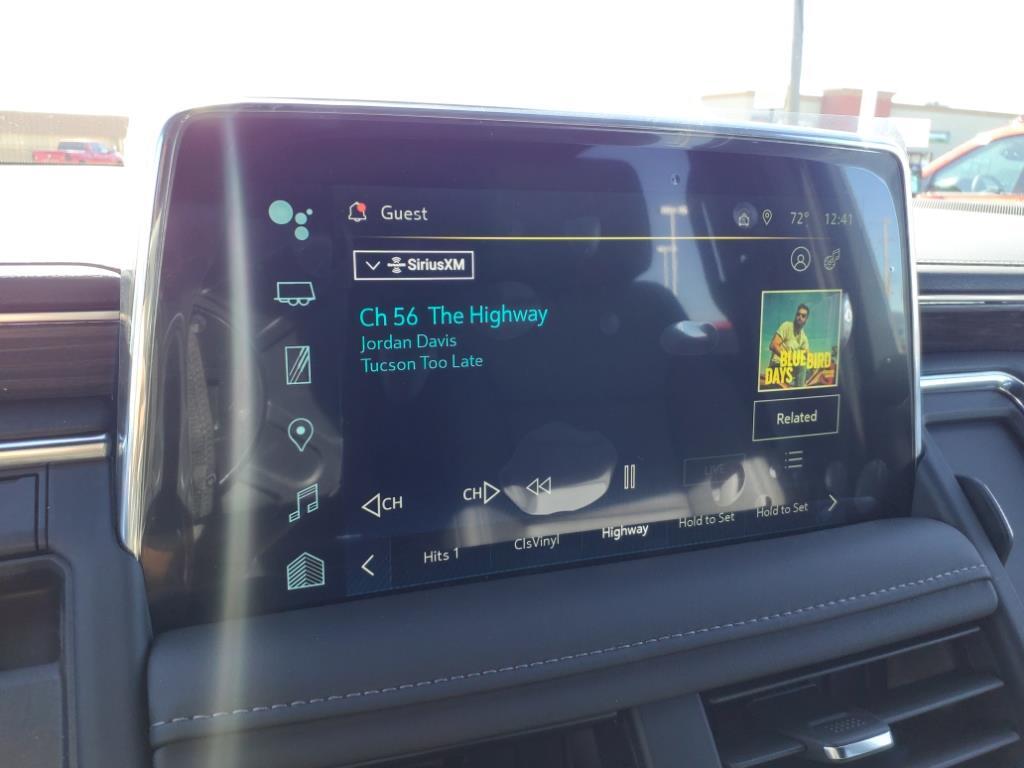 Guest
72° 12:41
SiriusXM
Ch 56 The Highway
Jordan Davis
Tucson Too Late
BLUEBIRD
DAYS
Related
LIVE
CH
CH
Hits 1
ClsVinyl
Highway
Hold to Set
Hold to Set